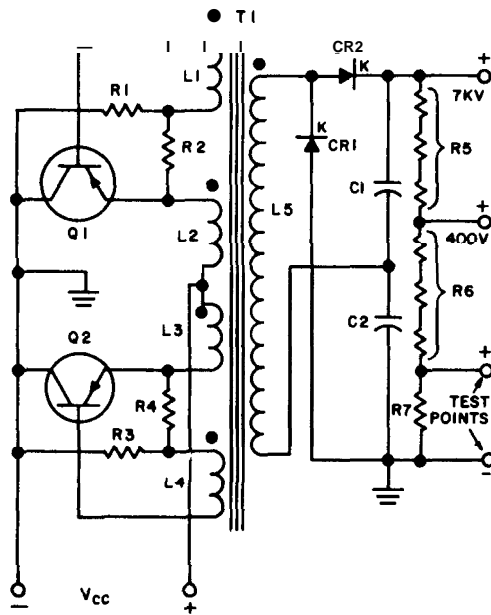 T1
CR2
L1
K
+
R1
7KV
K
R2
CR1
R5
C1
L5
+
Q1
L2
400V
R6
Q2
L3
C2
+
R4
R3
R7
TEST POINTS
L4
−
−
VCC
+